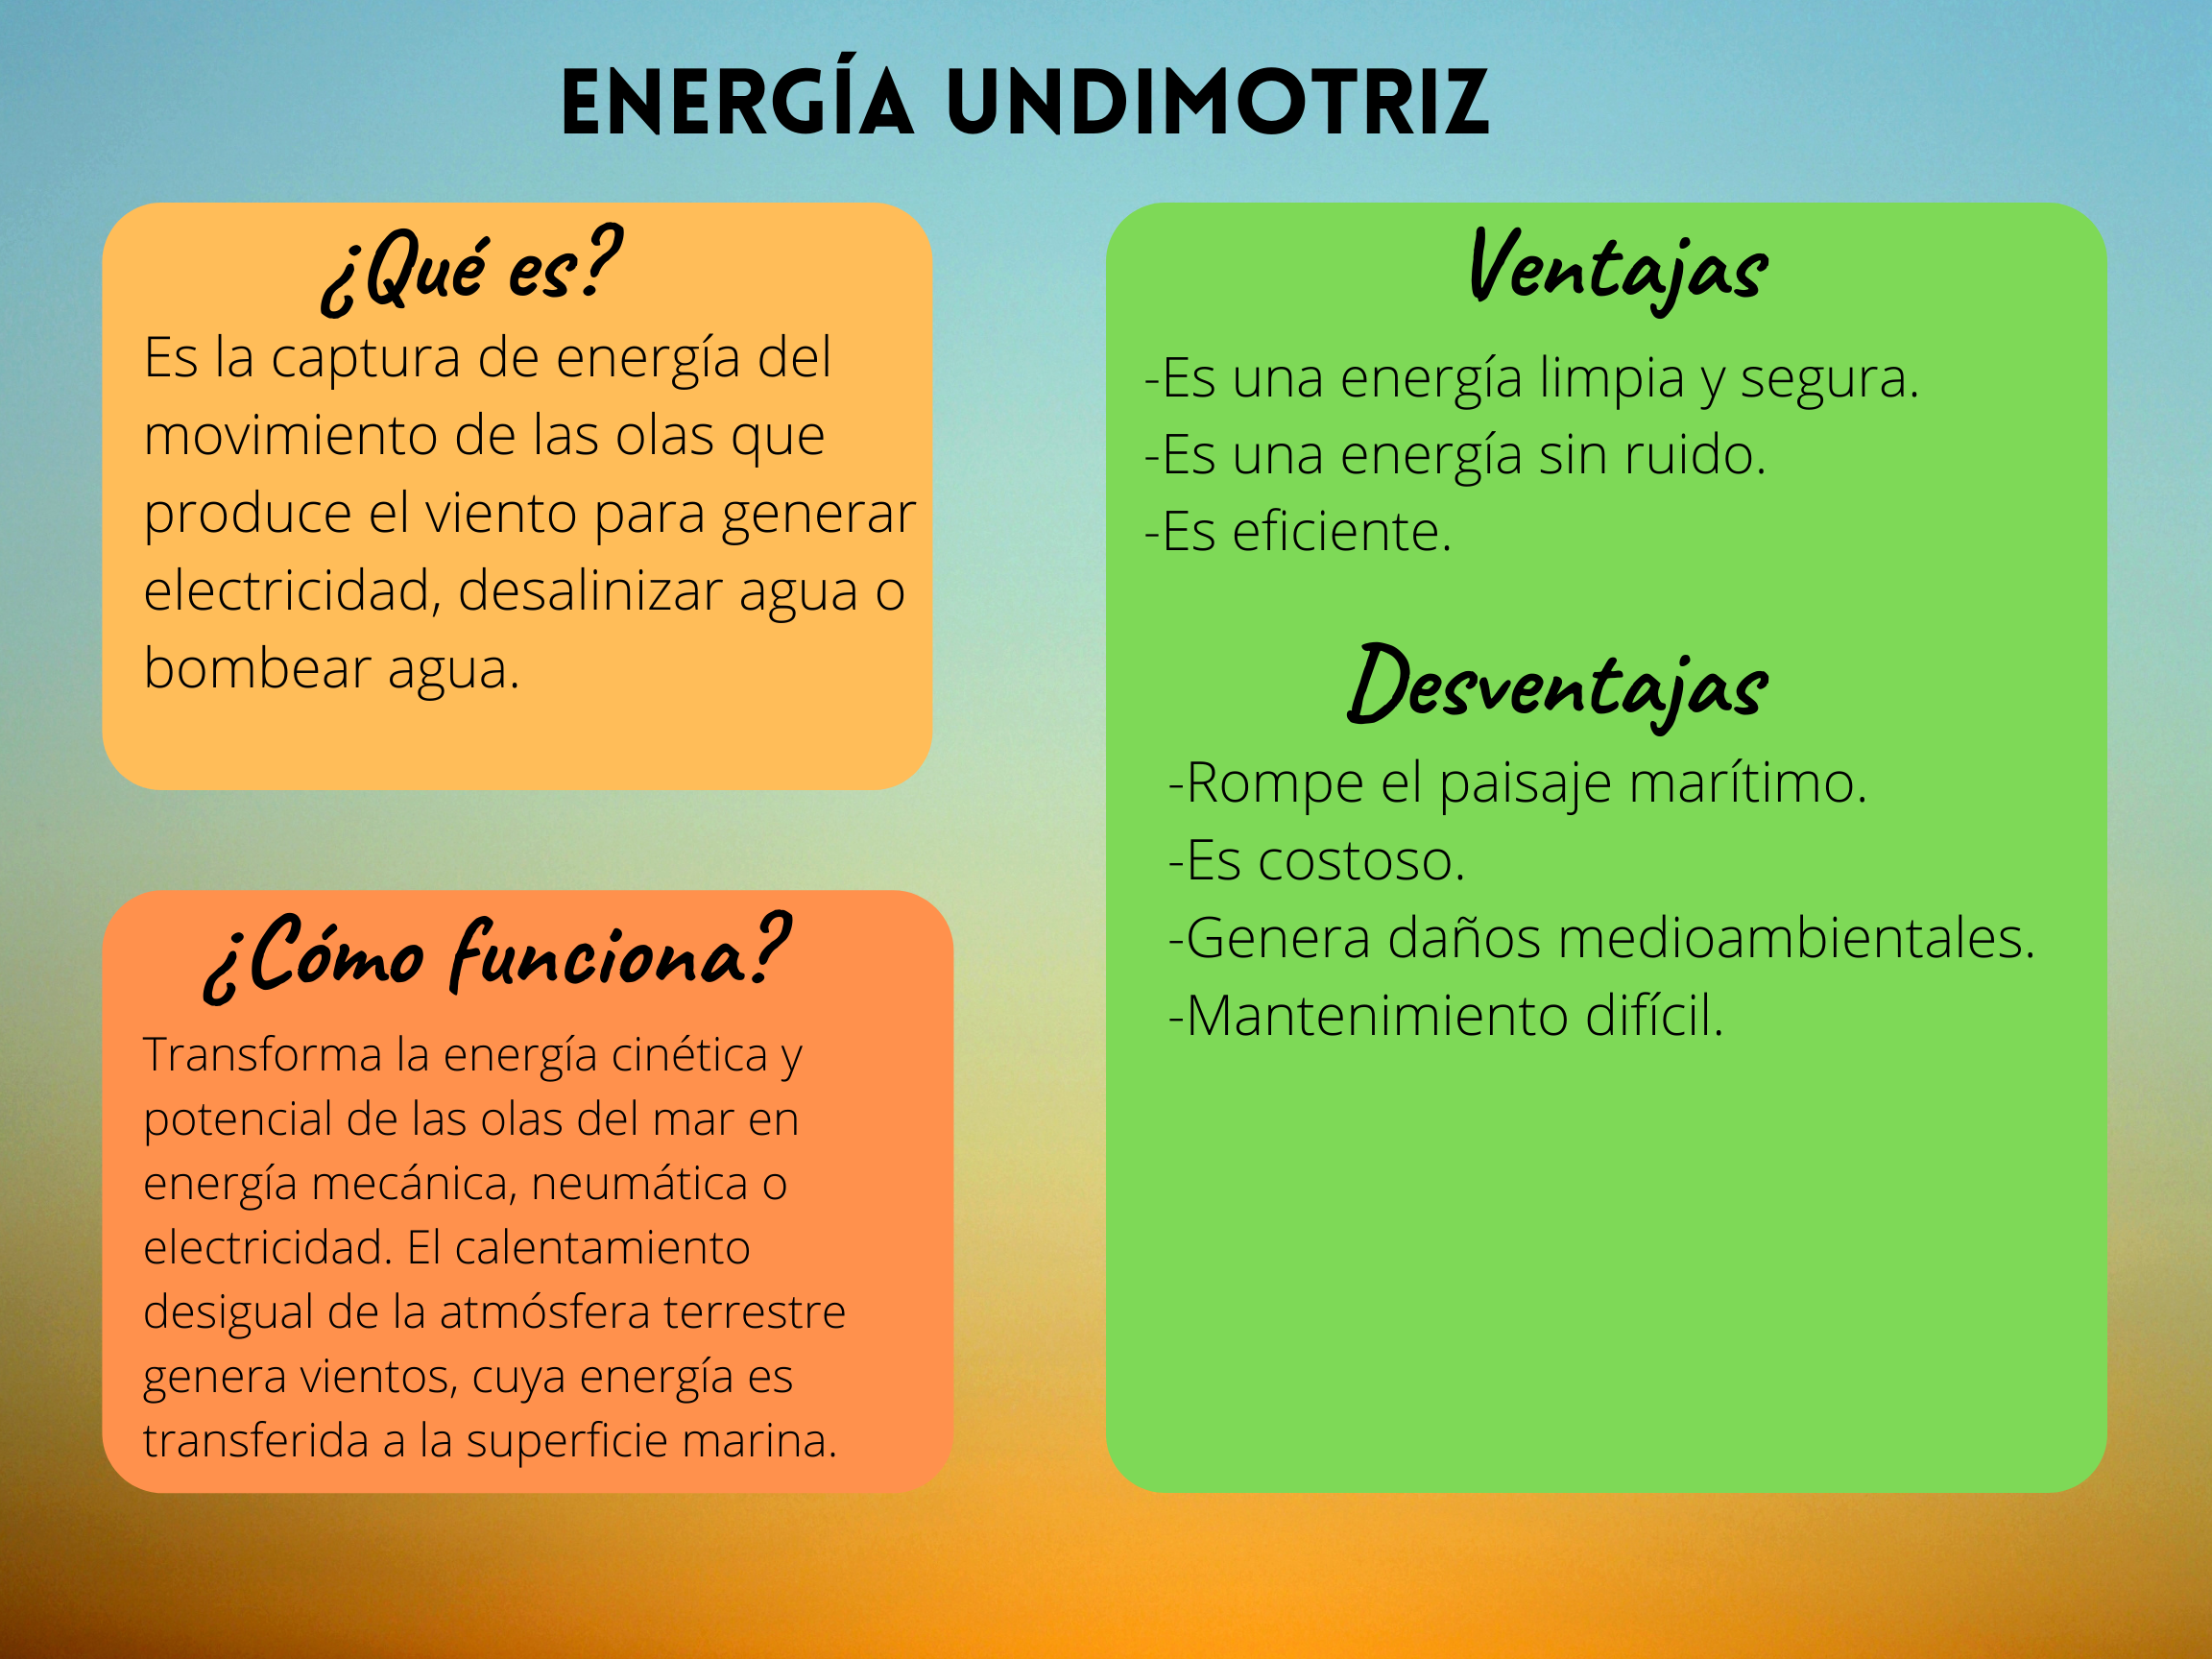 ENERGÍA UNDIMOTRIZ
¿Qué es?
Es la captura de energía del
movimiento de las olas que
produce el viento para generar
electricidad, desalinizar agua o
bombear agua.
¿Cómo funciona?
Transforma la energía cinética y
potencial de las olas del mar en
energía mecánica, neumática o
electricidad. El calentamiento
desigual de la atmósfera terrestre
genera vientos, cuya energía es
transferida a la superficie marina.
Ventajas
-Es una energía limpia y segura.
-Es una energía sin ruido.
-Es eficiente.
Desventajas
-Rompe el paisaje marítimo.
-Es costoso.
-Genera daños medioambientales.
-Mantenimiento difícil.